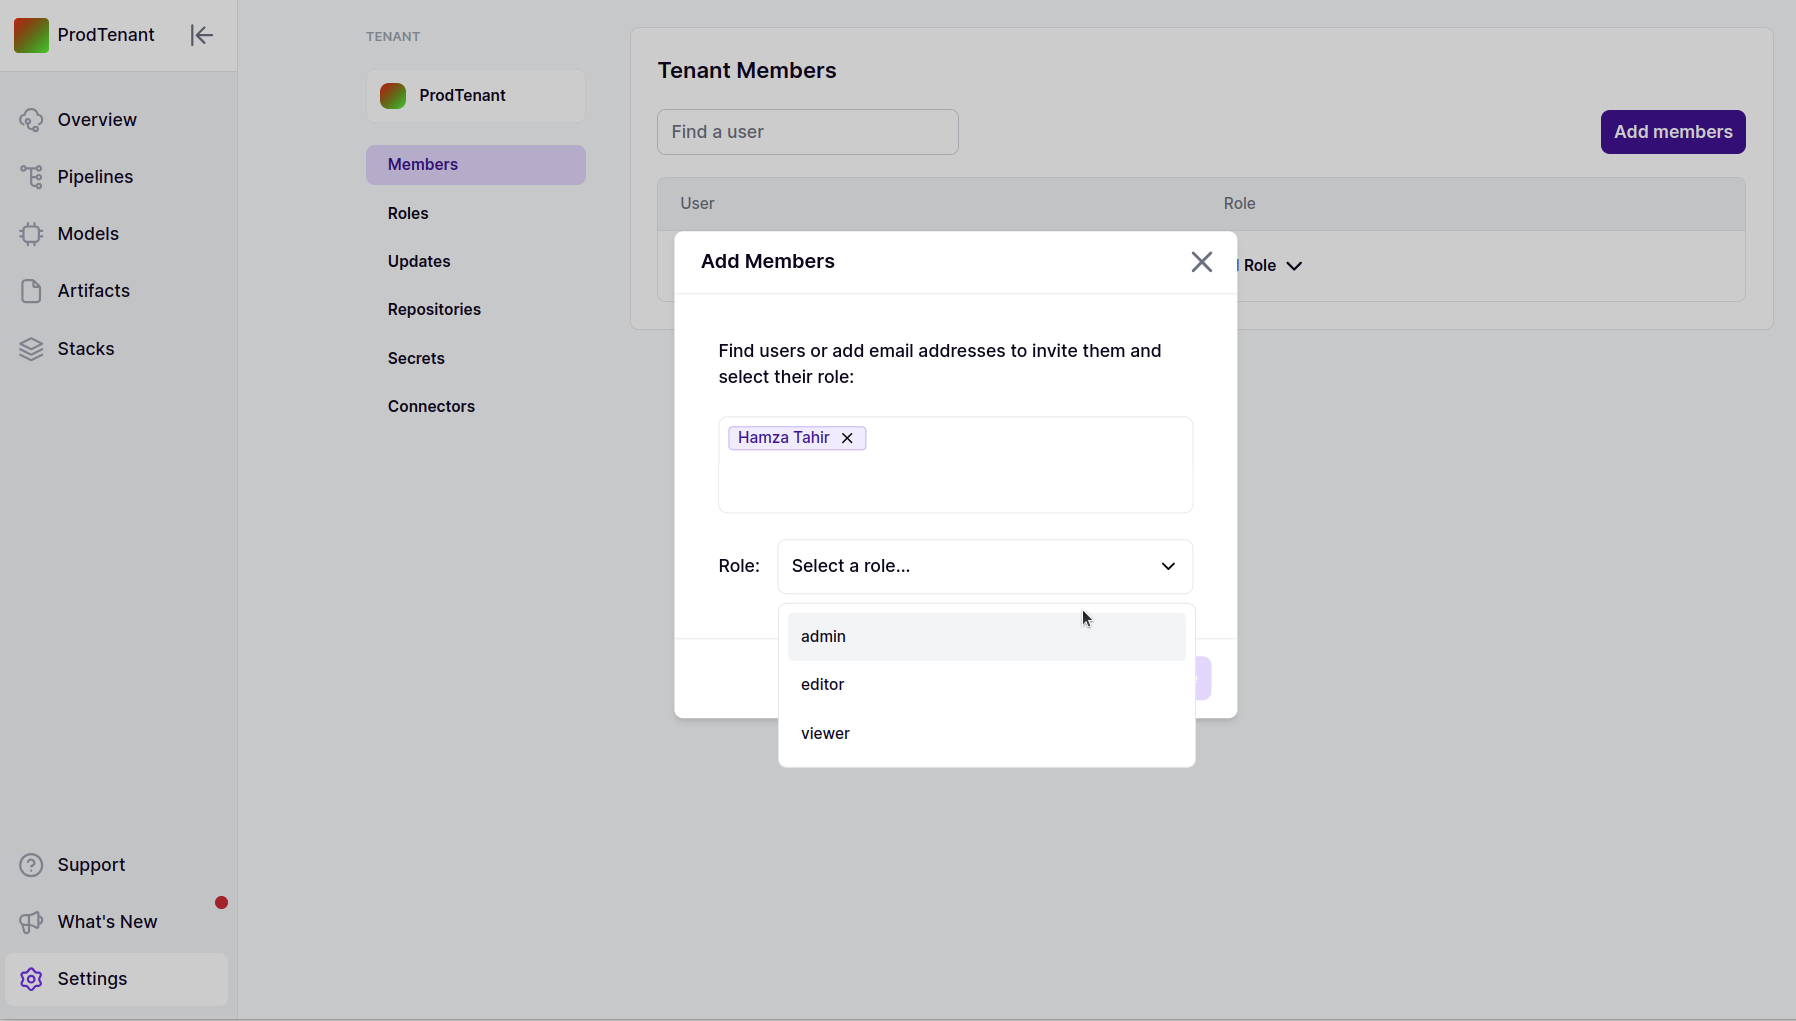 ProdTenant
Overview
Pipelines
Models
Artifacts
Stacks
Support
What's New
Settings
TENANT
ProdTenant
Members
Roles
Updates
Repositories
Secrets
Connectors
Tenant Members
Find a user
Add members
User Role
Role
Add Members
Find users or add email addresses to invite them and
select their role:
Hamza Tahir
Role: Select a role...
admin
editor
viewer